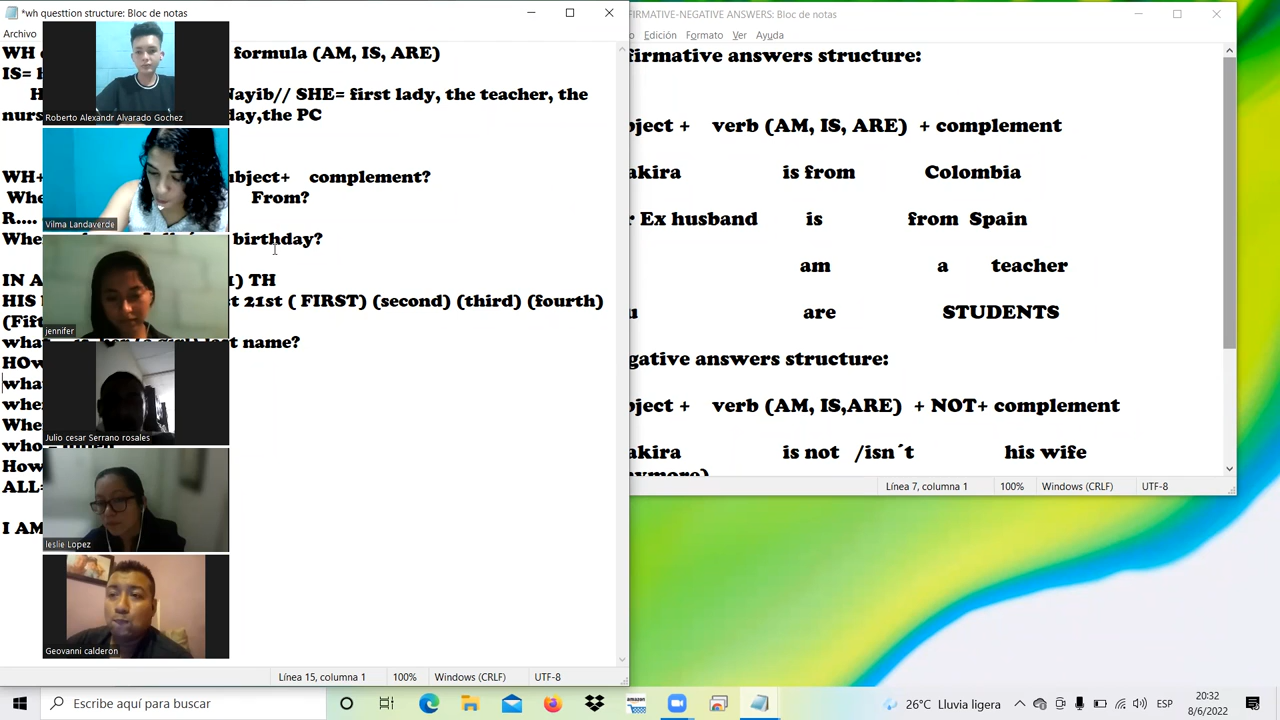 *wh quesstion structure: Bloc de notas
Archivo
WH formula (AM, IS, ARE)
IS=
Nayib// SHE= first lady, the teacher, the
day,the PC
WH+ complement?
From?
R....
birthday?
IN A TH
HIS 21st ( FIRST) (second) (third) (fourth)
last name?
who
ALL=
I AM
Roberto Alexandr Alvarado Gochez
Vilma Landaverde
jennifer
Julio cesar Serrano rosales
leslie Lopez
Geovanni calderon
Línea 15, columna 1 100% Windows (CRLF) UTF-8
FIRMATIVE-NEGATIVE ANSWERS: Bloc de notas
Edición Formato Ver Ayuda
firmative answers structure:
bject + verb (AM, IS, ARE) + complement
akira is from Colombia
r Ex husband is from Spain
am a teacher
u are STUDENTS
gative answers structure:
bject + verb (AM, IS,ARE) + NOT+ complement
akira is not /isn´t his wife
Línea 7, columna 1 100% Windows (CRLF) UTF-8
Escribe aquí para buscar
amazon
26°C Lluvia ligera
ESP
20:32
8/6/2022